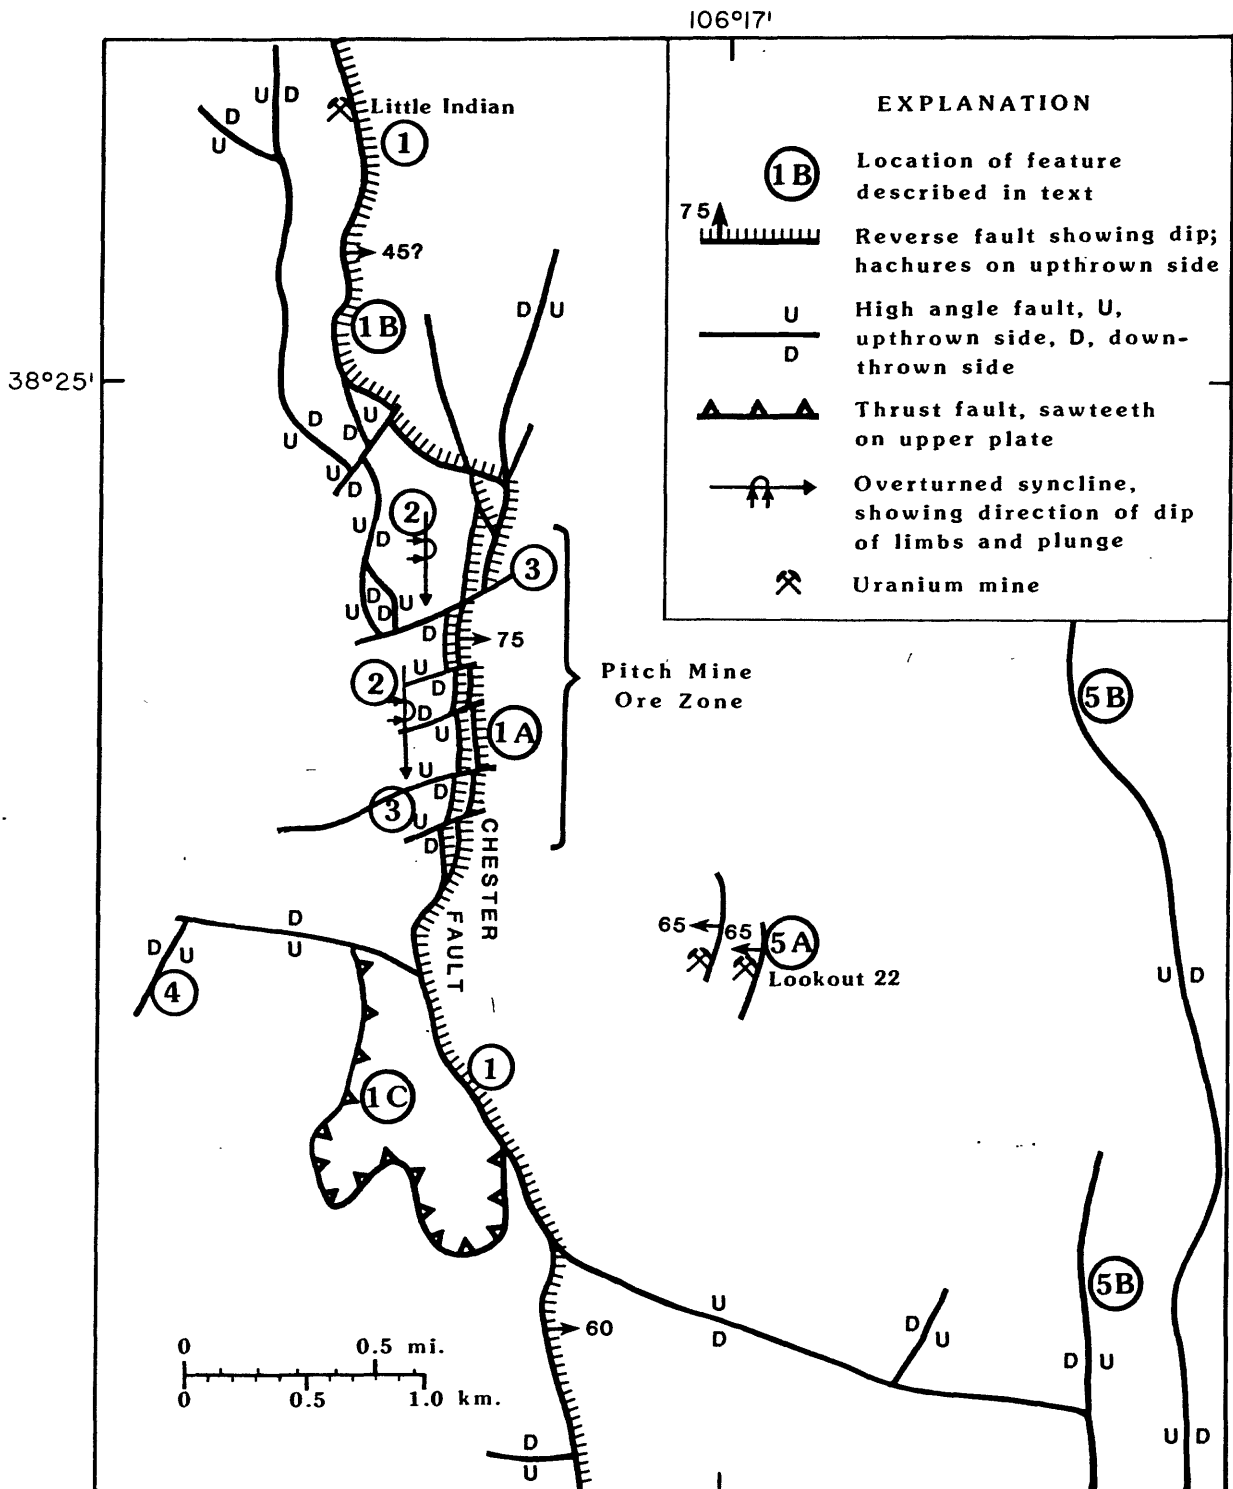 106°17'
EXPLANATION
1B
Location of feature
described in text
75
Reverse fault showing dip;
hachures on upthrown side
U
D
High angle fault, U,
upthrown side, D, down-
thrown side
Thrust fault, sawteeth
on upper plate
Overturned syncline,
showing direction of dip
of limbs and plunge
Uranium mine
U D
D
U
Little Indian
1
45?
D U
1B
38°25'
U
D
D
U
U
D
2
U
D
3
D
D
U
U
D
75
U
D
2
D
U
Pitch Mine
Ore Zone
1A
U
D
3
U
D
CHESTER
FAULT
5B
D
U
D U
4
65
65
5A
Lookout 22
U D
1
1C
5B
U
D
D
U
60
D U
0 0.5 mi.
0 0.5 1.0 km.
D
U
U D